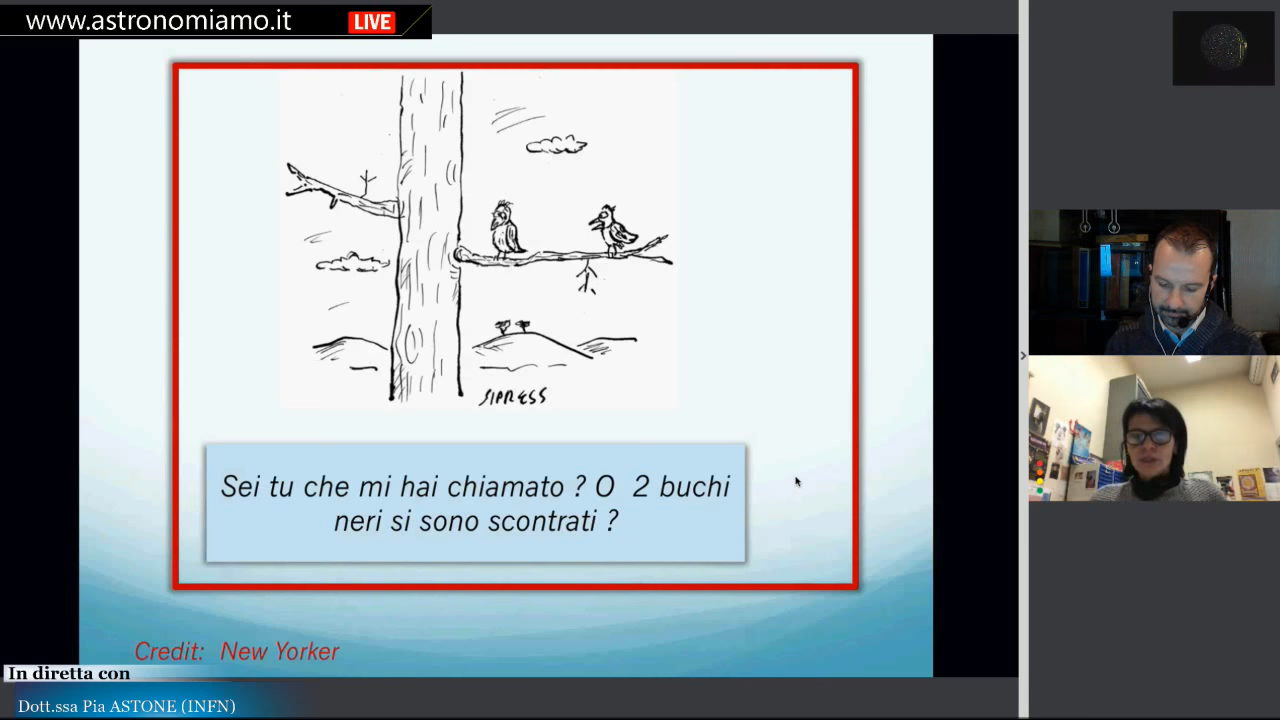 www.astronomiamo.it LIVE
SIPRESS
Sei tu che mi hai chiamato ? O 2 buchi
neri si sono scontrati ?
Credit: New Yorker
In diretta con
Dott.ssa Pia ASTONE (INFN)